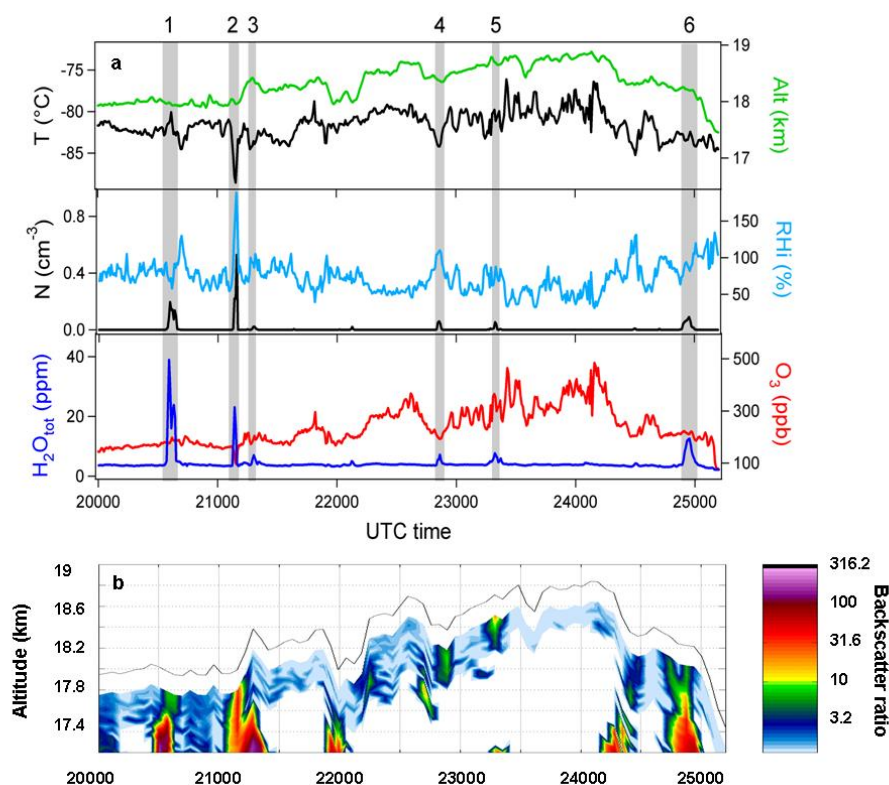 1 2 3 4 5 6
a
T (°C)
-75
-80
-85
19
18
17
Alt (km)
N (cm⁻³)
0.8
0.4
0.0
150
100
50
RHi (%)
H₂Otot (ppm)
40
20
0
500
300
100
O₃ (ppb)
20000 21000 22000 23000 24000 25000
UTC time
b
Altitude (km)
19
18.6
18.2
17.8
17.4
20000 21000 22000 23000 24000 25000
316.2
100
31.6
10
3.2
Backscatter ratio